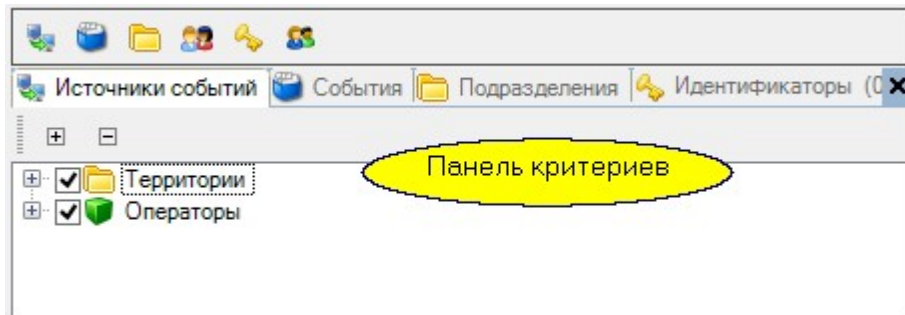 Источники событий События Подразделения Идентификаторы (0
Панель критериев
Территории
Операторы